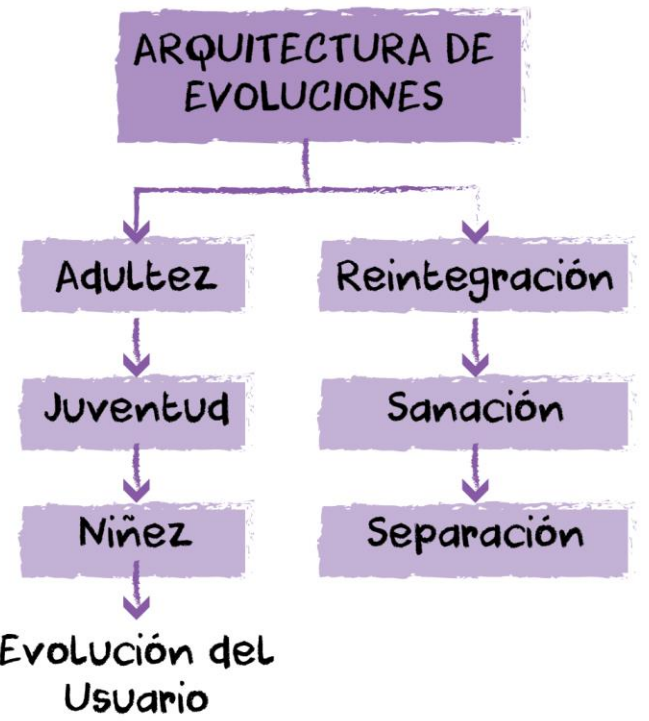 ARQUITECTURA DE
EVOLUCIONES
Adultez
Juventud
Niñez
Evolución del
Usuario
Reintegración
Sanación
Separación